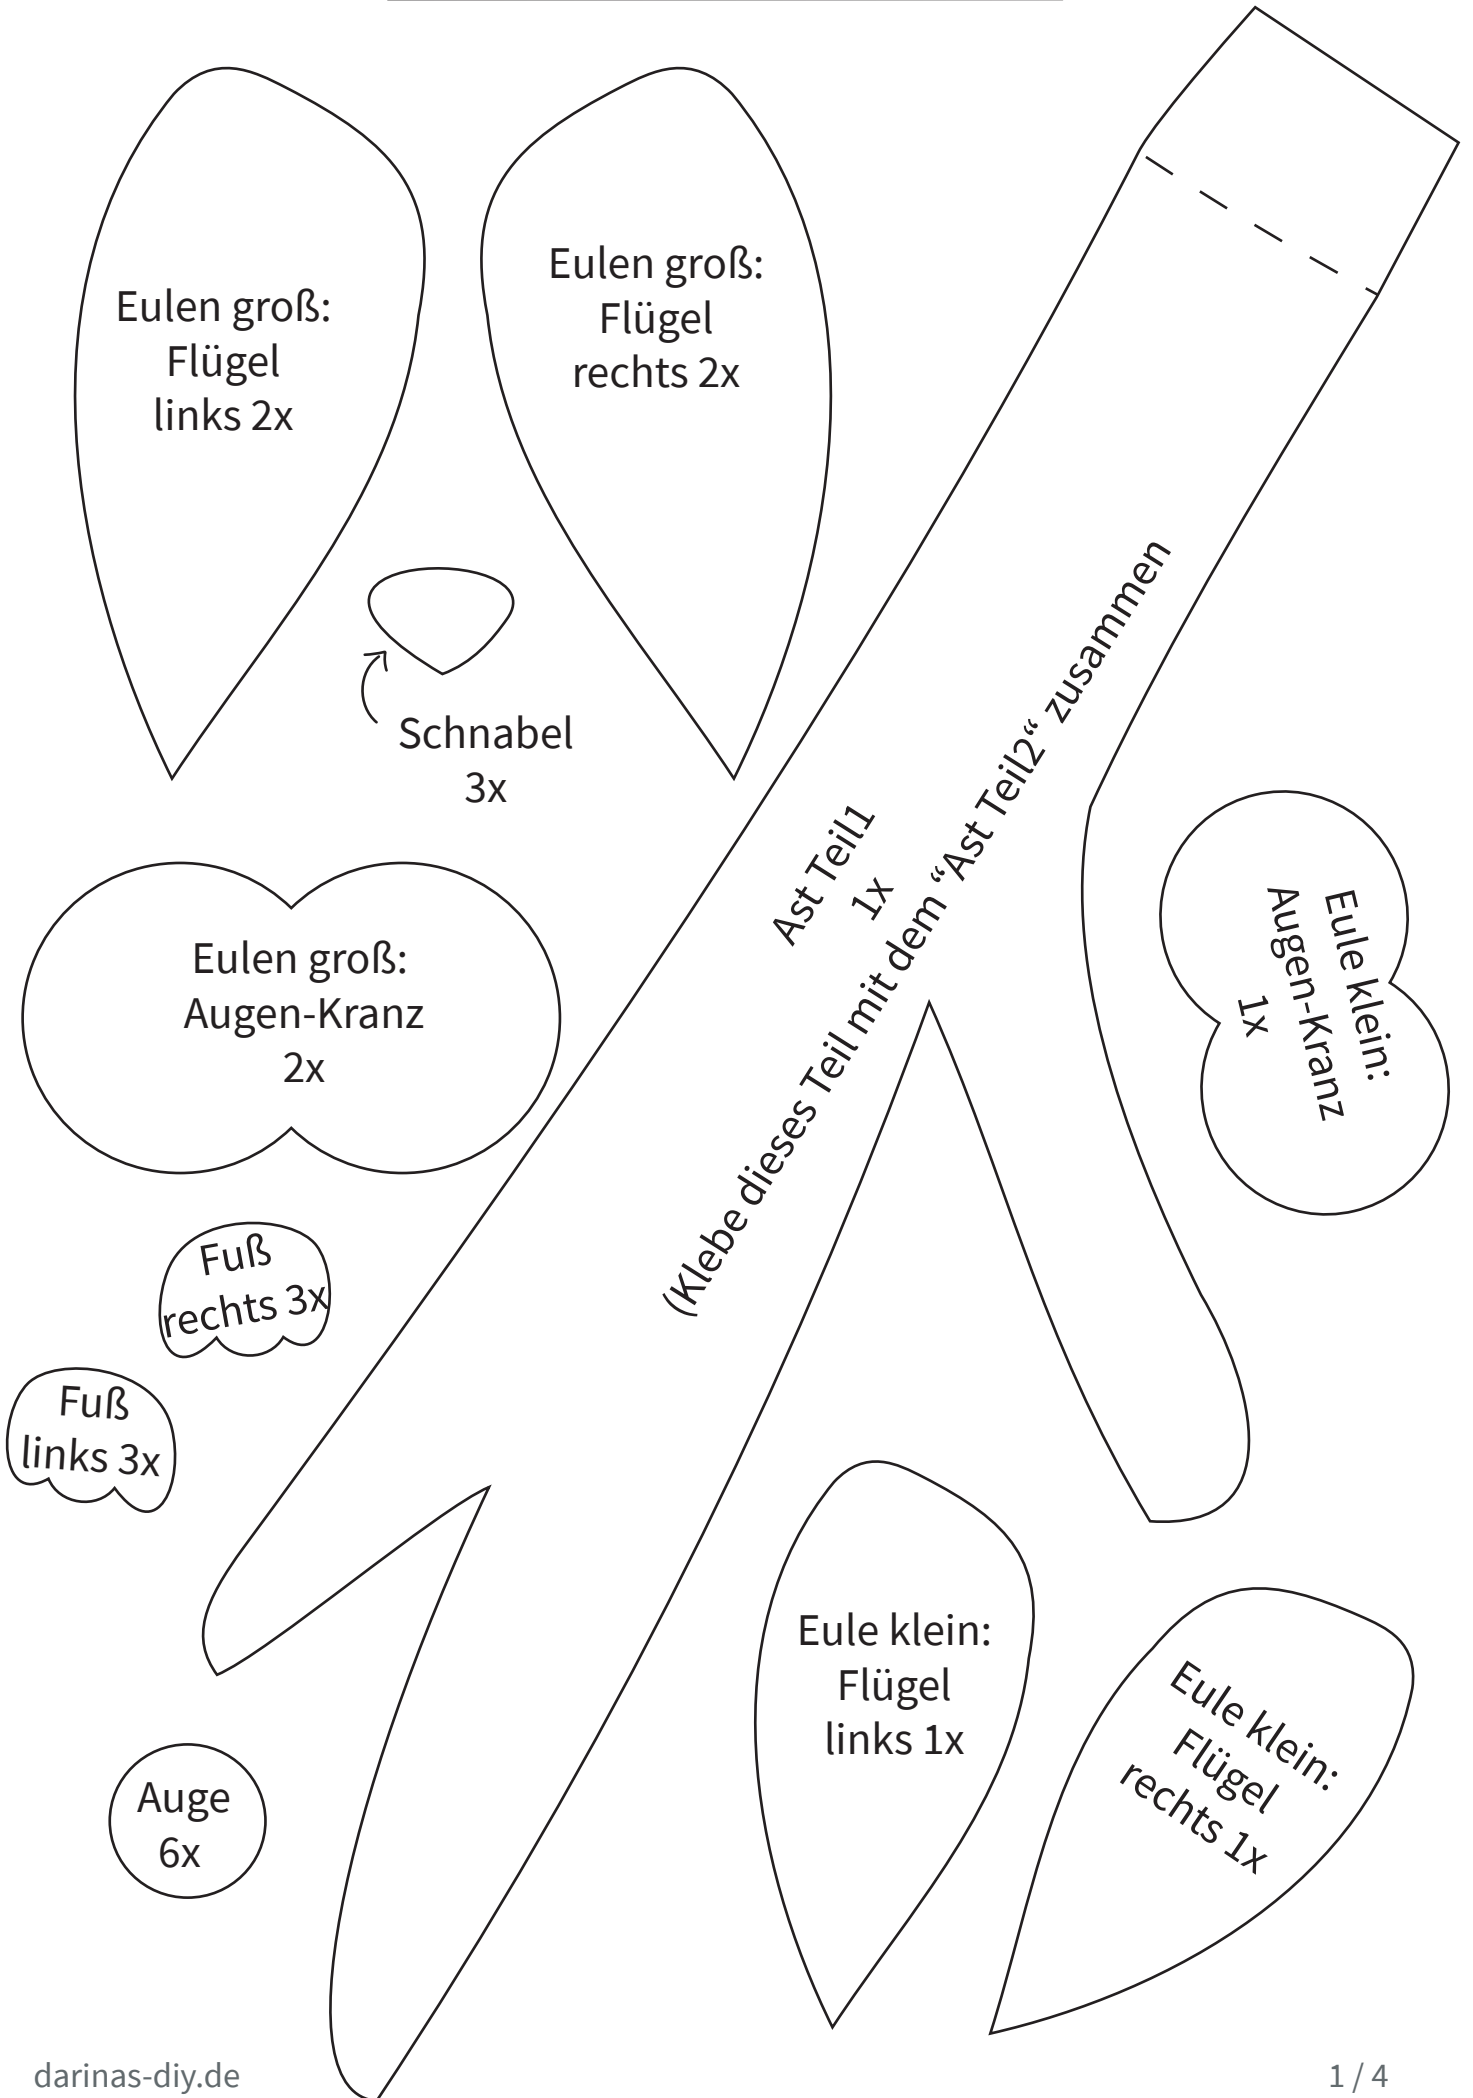 Eulen groß:
Flügel
links 2x
Eulen groß:
Flügel
rechts 2x
Schnabel
3x
Ast Teil1
1x
(Klebe dieses Teil mit dem “Ast Teil2“ zusammen
Eulen groß:
Augen-Kranz
2x
Eule klein:
Augen-Kranz
1x
Fuß
rechts 3x
Fuß
links 3x
Eule klein:
Flügel
links 1x
Eule klein:
Flügel
rechts 1x
Auge
6x
darinas-diy.de
1 / 4